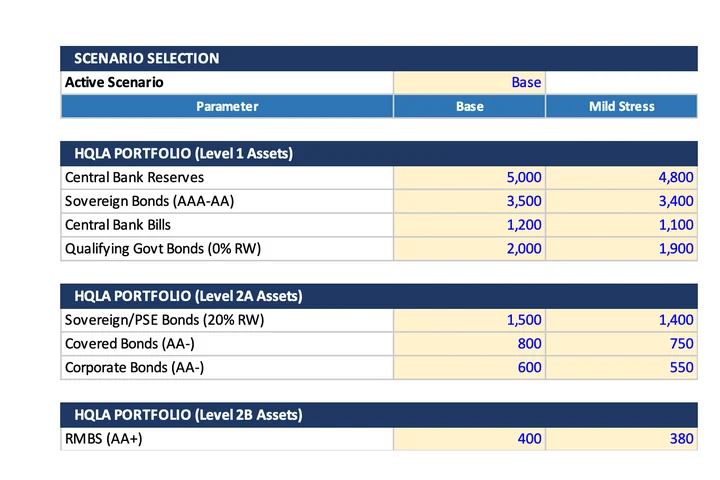 SCENARIO SELECTION
Active Scenario Base
Parameter Base Mild Stress
HQLA PORTFOLIO (Level 1 Assets)
Central Bank Reserves 5,000 4,800
Sovereign Bonds (AAA-AA) 3,500 3,400
Central Bank Bills 1,200 1,100
Qualifying Govt Bonds (0% RW) 2,000 1,900
HQLA PORTFOLIO (Level 2A Assets)
Sovereign/PSE Bonds (20% RW) 1,500 1,400
Covered Bonds (AA-) 800 750
Corporate Bonds (AA-) 600 550
HQLA PORTFOLIO (Level 2B Assets)
RMBS (AA+) 400 380